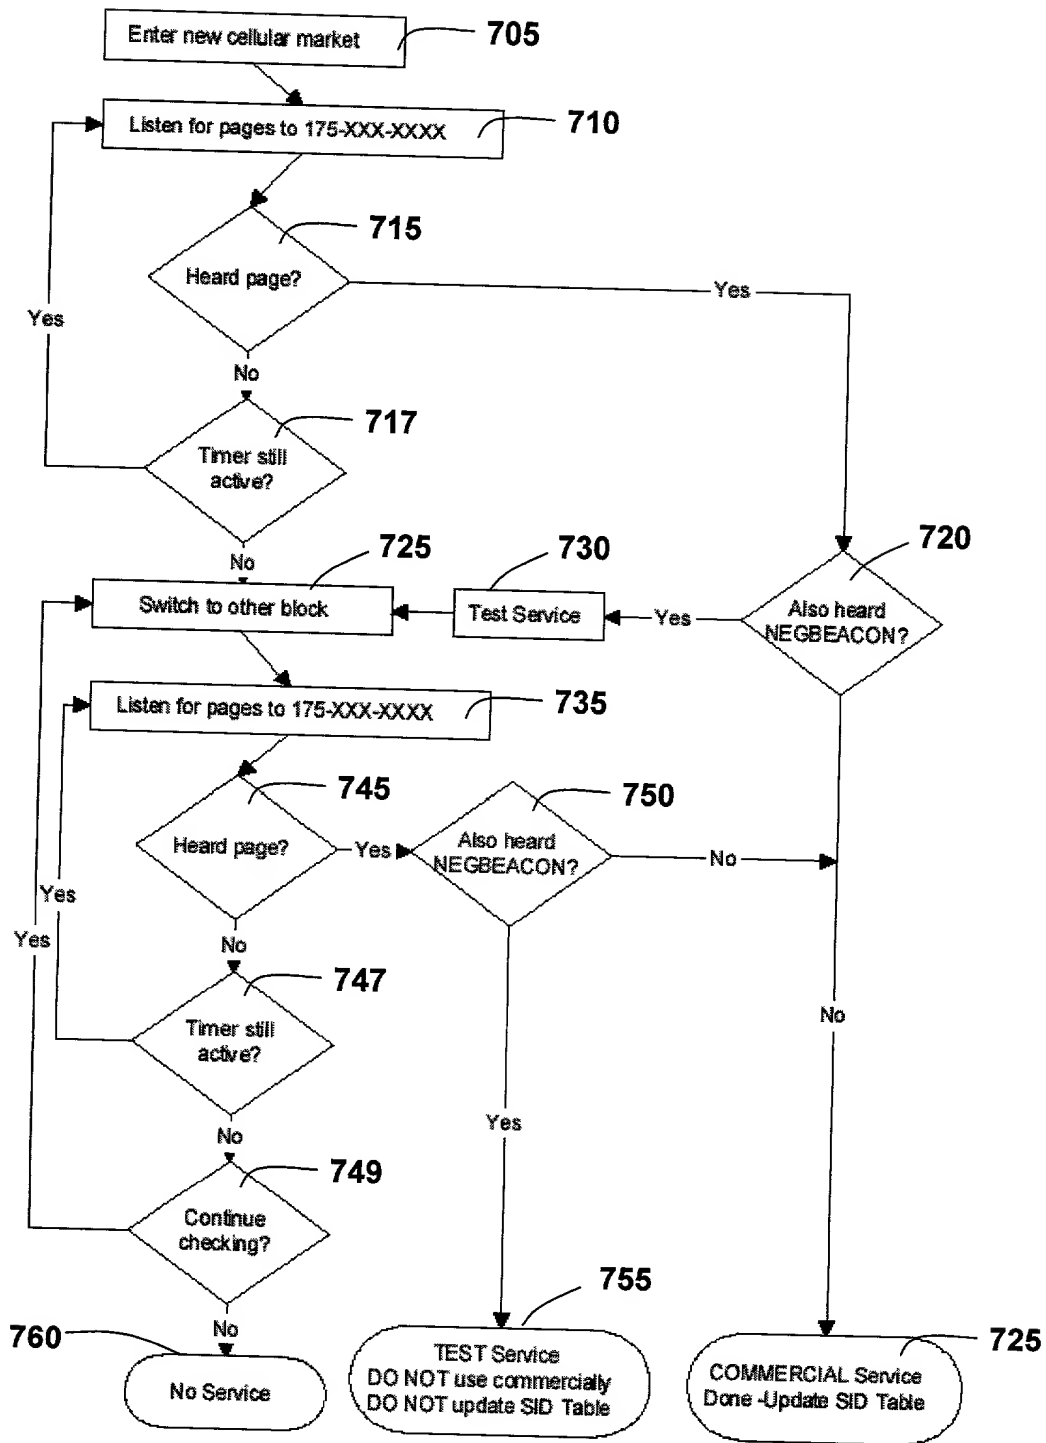 Enter new cellular market
705
Listen for pages to 175-XXX-XXXX
710
715
Heard page?
Yes
Yes
No
717
Timer still
active?
No
725
730
720
Switch to other block
Test Service
Yes
Also heard
NEGBEACON?
Listen for pages to 175-XXX-XXXX
735
745
750
Heard page?
Yes
Also heard
NEGBEACON?
No
Yes
Yes
No
747
Timer still
active?
No
Yes
No
749
Continue
checking?
755
No
760
725
No Service
TEST Service
DO NOT use commercially
DO NOT update SID Table
COMMERCIAL Service
Done -Update SID Table